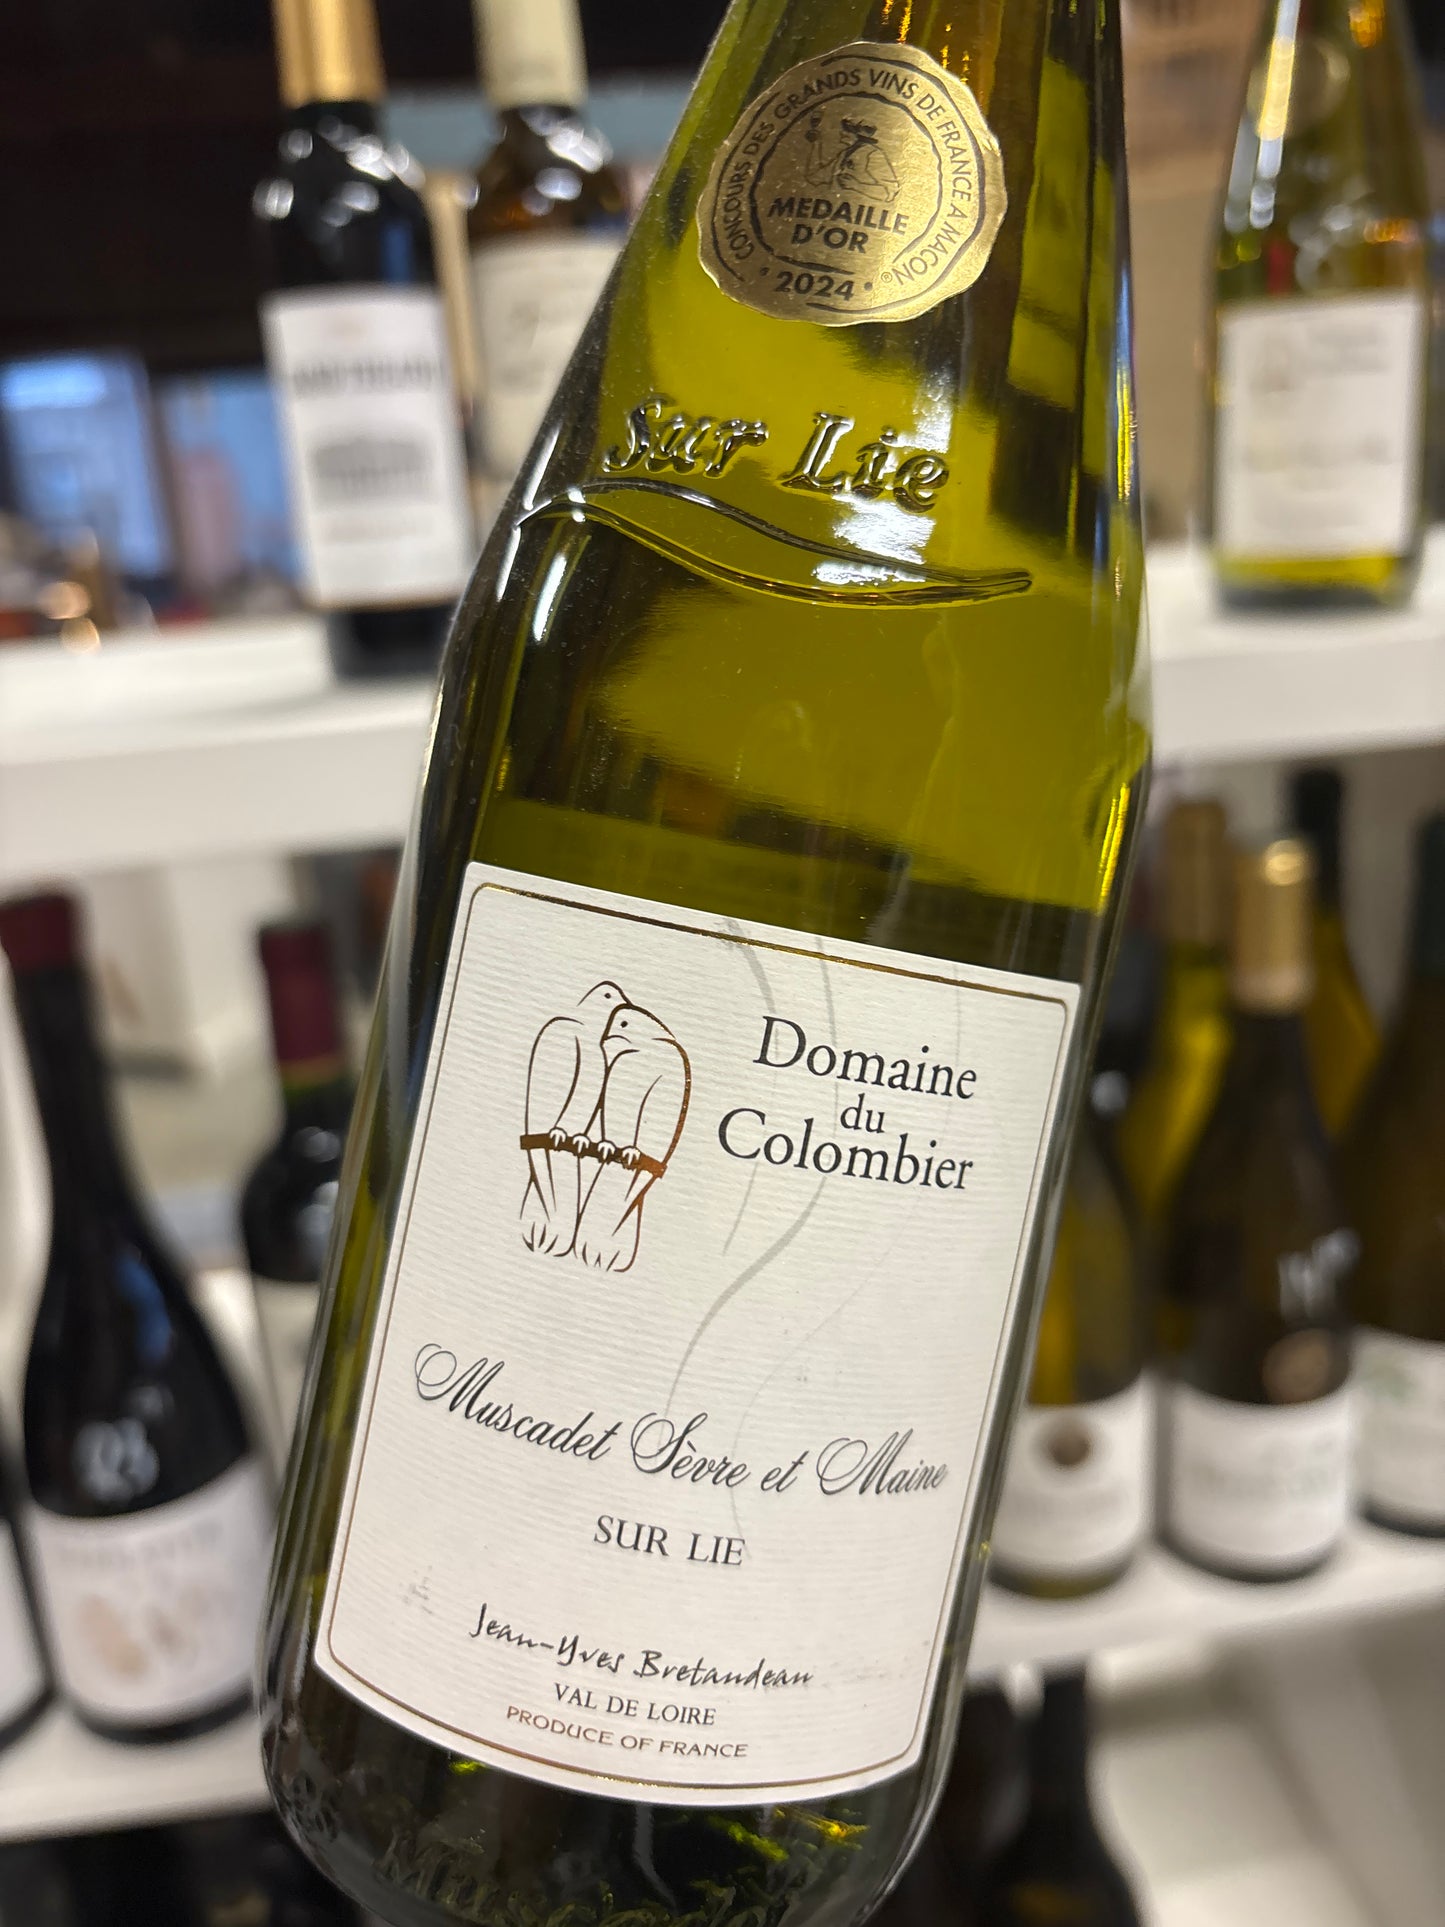 CONCOURS DES GRANDS VINS DE FRANCE A MACON®
MEDAILLE
D'OR
2024
Sur Lie
Domaine
du
Colombier
Muscadet Sèvre et Maine
SUR LIE
Jean-Yves Bretaudeau
VAL DE LOIRE
PRODUCE OF FRANCE